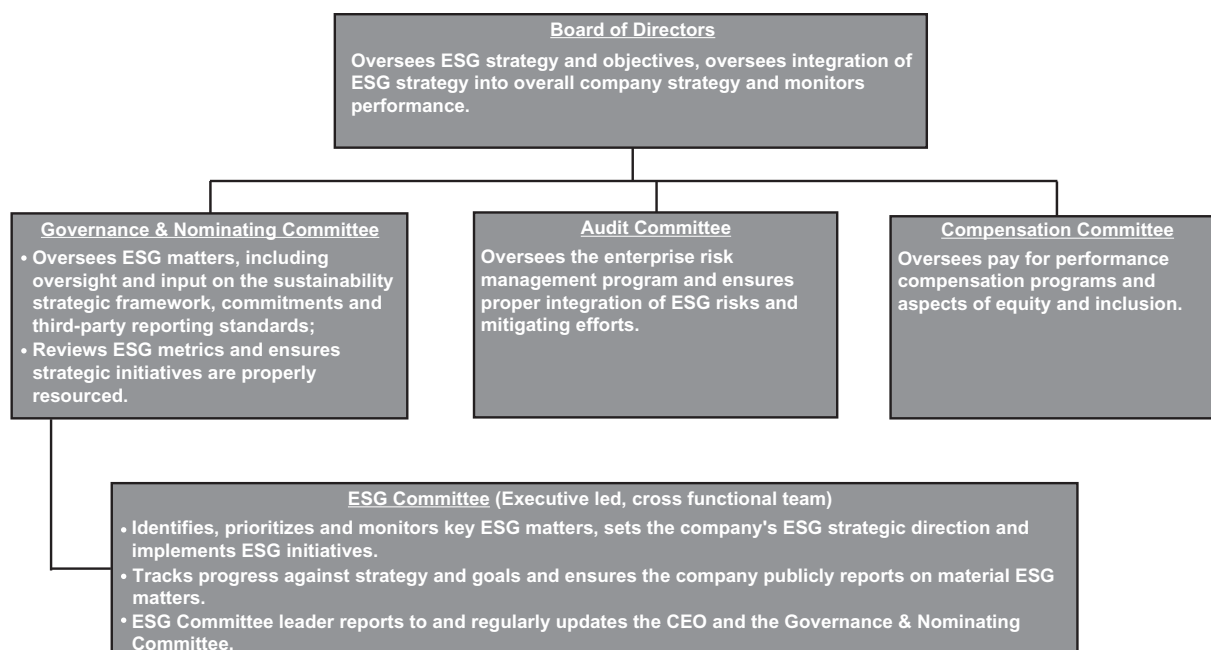 Board of Directors
Oversees ESG strategy and objectives, oversees integration of
ESG strategy into overall company strategy and monitors
performance.
Governance & Nominating Committee
• Oversees ESG matters, including
oversight and input on the sustainability
strategic framework, commitments and
third-party reporting standards;
• Reviews ESG metrics and ensures
strategic initiatives are properly
resourced.
Audit Committee
Oversees the enterprise risk
management program and ensures
proper integration of ESG risks and
mitigating efforts.
Compensation Committee
Oversees pay for performance
compensation programs and
aspects of equity and inclusion.
ESG Committee (Executive led, cross functional team)
• Identifies, prioritizes and monitors key ESG matters, sets the company's ESG strategic direction and
implements ESG initiatives.
• Tracks progress against strategy and goals and ensures the company publicly reports on material ESG
matters.
• ESG Committee leader reports to and regularly updates the CEO and the Governance & Nominating
Committee.